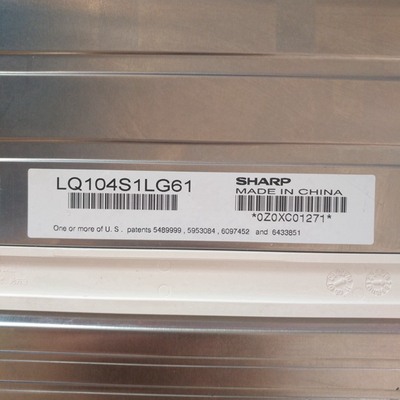 LQ104S1LG61
SHARP
MADE IN CHINA
*0Z0XC01271*
One or more of U. S. patents 5489999 , 5953084 , 6097452 and 6433851